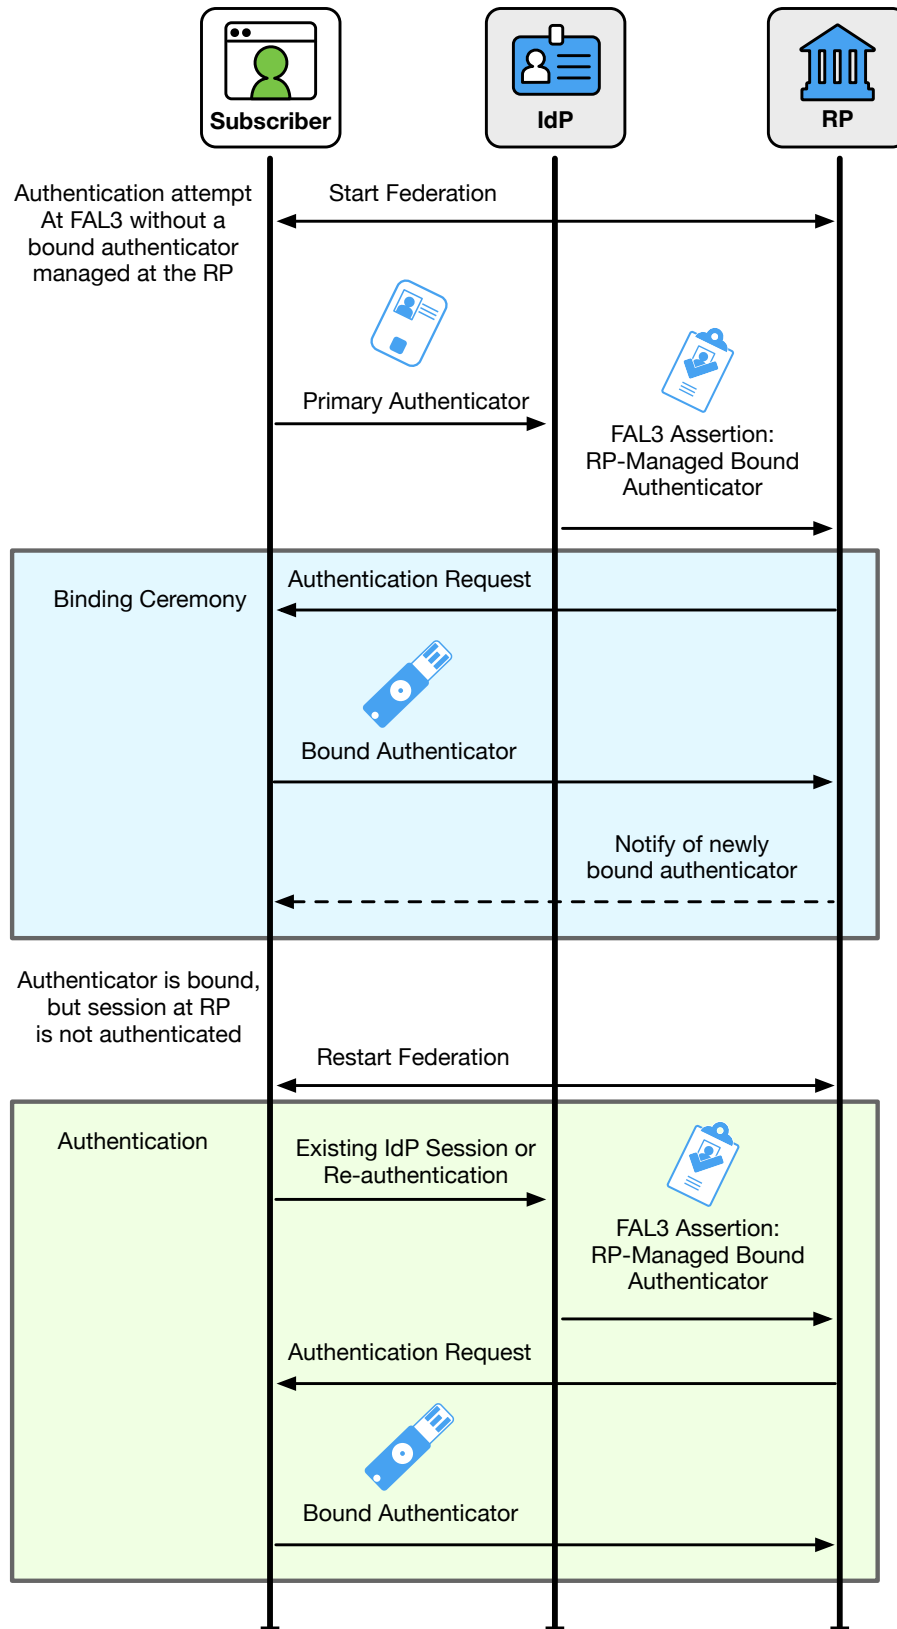 Subscriber
IdP
RP
Authentication attempt
At FAL3 without a
bound authenticator
managed at the RP
Start Federation
Primary Authenticator
FAL3 Assertion:
RP-Managed Bound
Authenticator
Binding Ceremony
Authentication Request
Bound Authenticator
Notify of newly
bound authenticator
Authenticator is bound,
but session at RP
is not authenticated
Restart Federation
Authentication
Existing IdP Session or
Re-authentication
FAL3 Assertion:
RP-Managed Bound
Authenticator
Authentication Request
Bound Authenticator